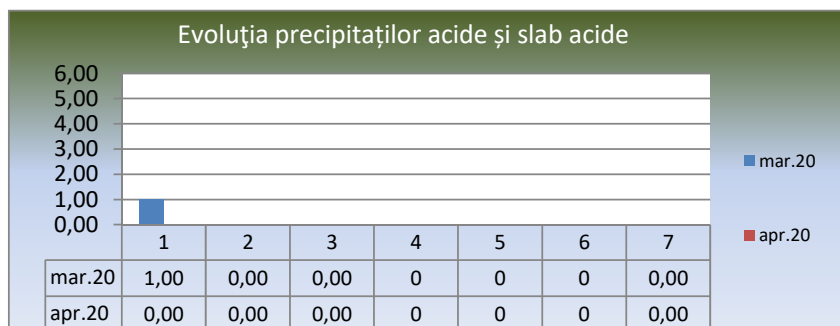 Evoluţia precipitaților acide și slab acide
6,00
5,00
4,00
3,00
2,00
1,00
0,00
mar.20
apr.20
1 2 3 4 5 6 7
mar.20 1,00 0,00 0,00 0 0 0 0,00
apr.20 0,00 0,00 0,00 0 0 0 0,00